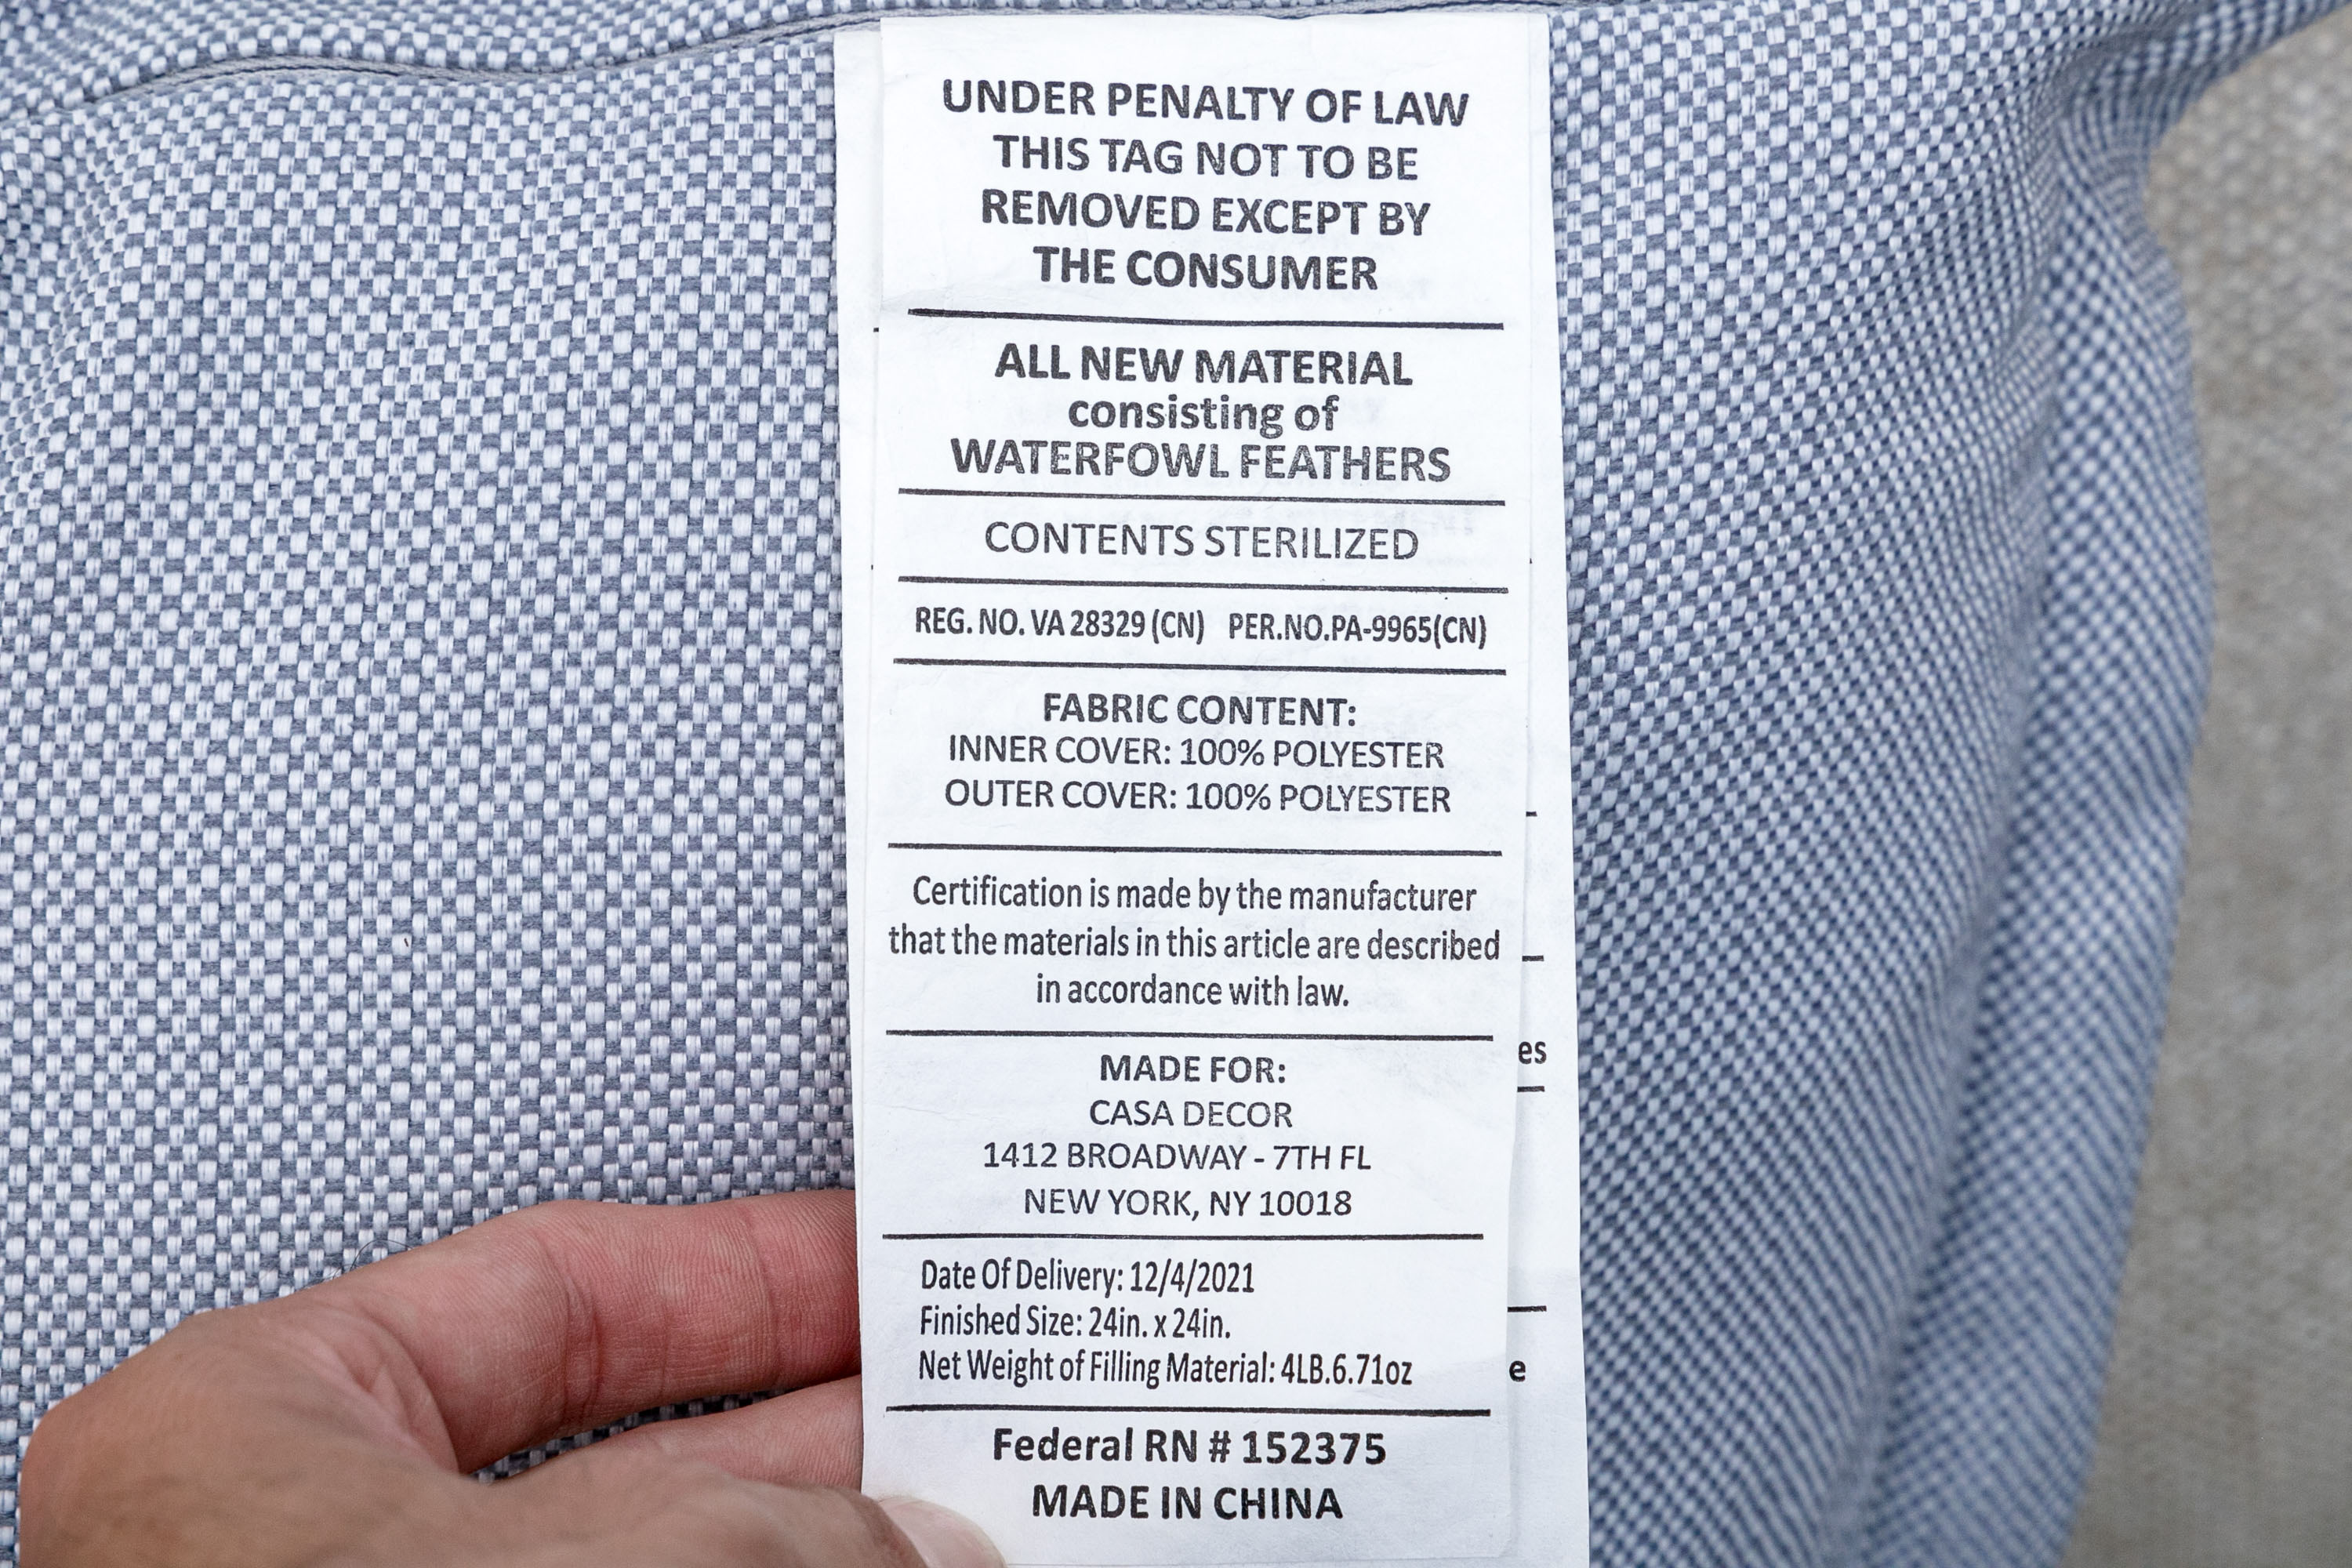 UNDER PENALTY OF LAW
THIS TAG NOT TO BE
REMOVED EXCEPT BY
THE CONSUMER
ALL NEW MATERIAL
consisting of
WATERFOWL FEATHERS
CONTENTS STERILIZED
REG. NO. VA 28329 (CN) PER.NO.PA-9965(CN)
FABRIC CONTENT:
INNER COVER: 100% POLYESTER
OUTER COVER: 100% POLYESTER
Certification is made by the manufacturer
that the materials in this article are described
in accordance with law.
MADE FOR:
CASA DECOR
1412 BROADWAY - 7TH FL
NEW YORK, NY 10018
Date Of Delivery: 12/4/2021
Finished Size: 24in. x 24in.
Net Weight of Filling Material: 4LB.6.71oz
Federal RN # 152375
MADE IN CHINA